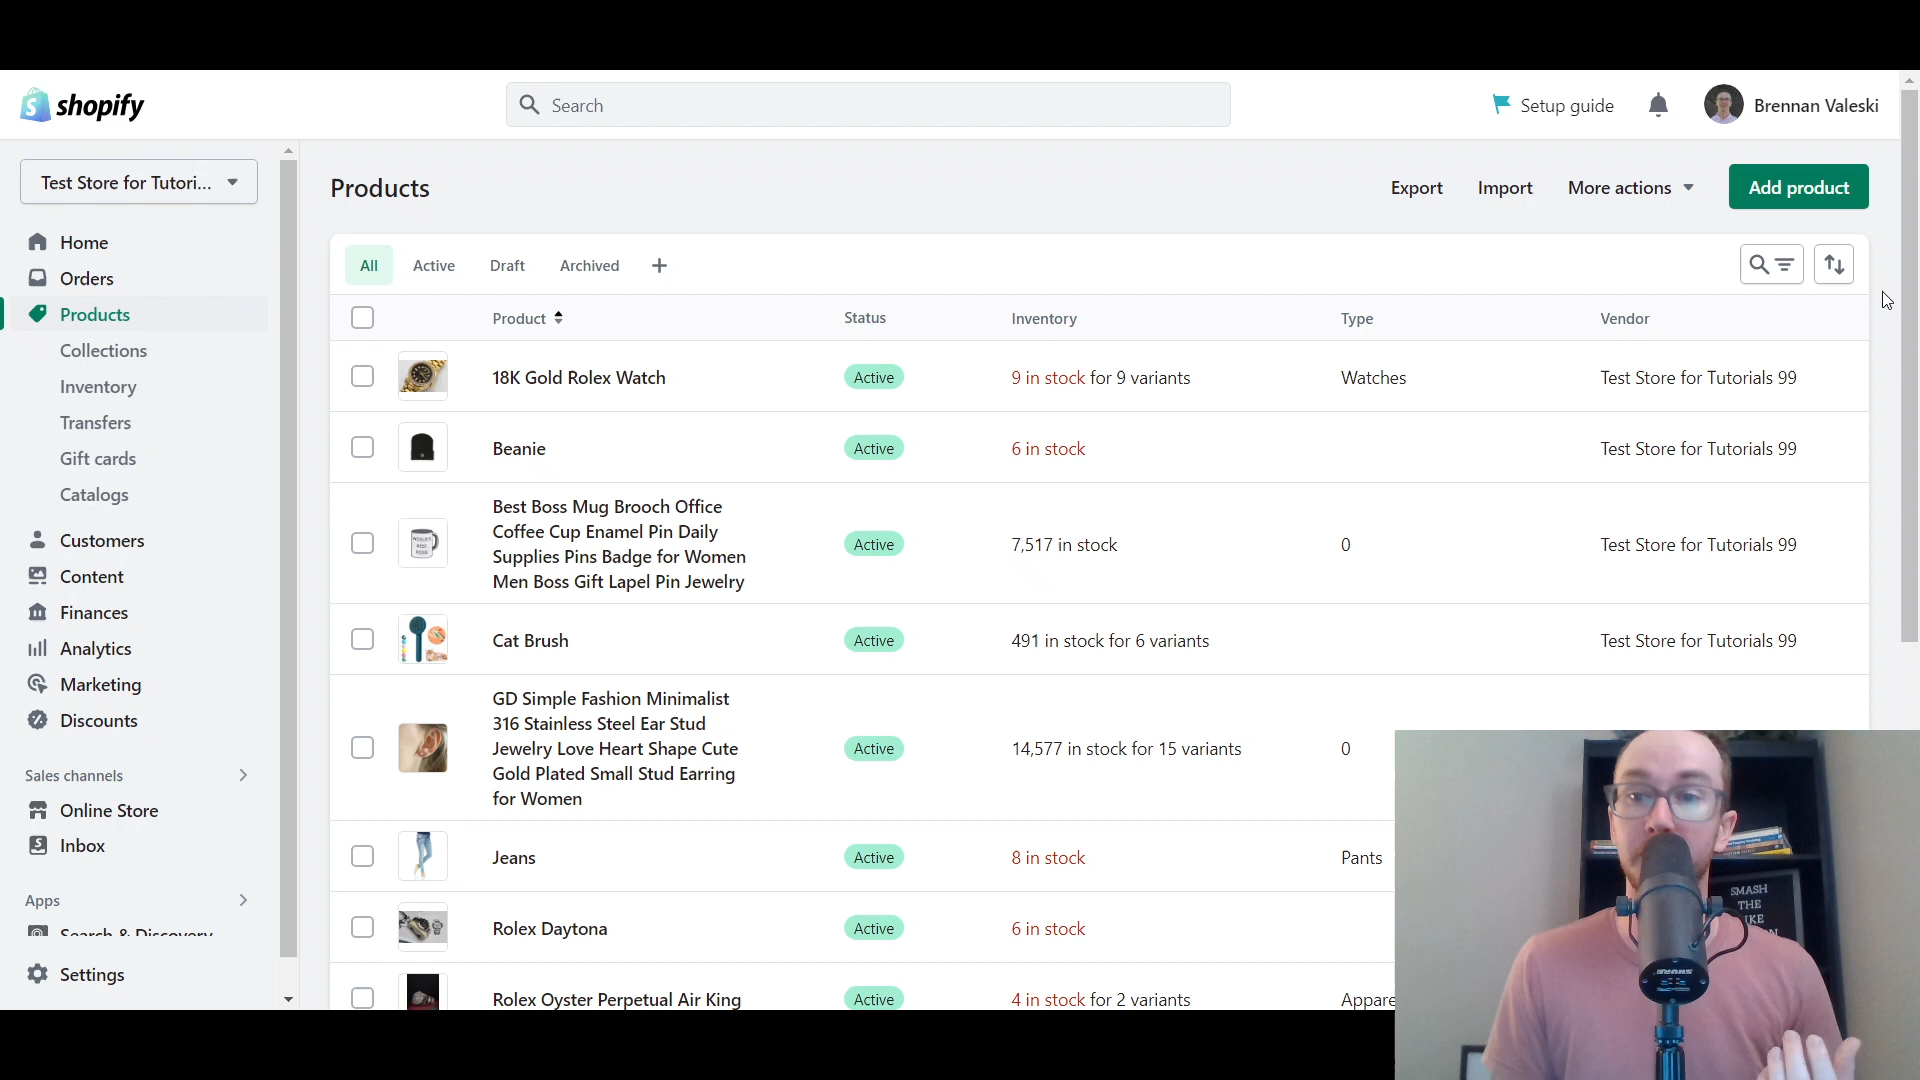 shopify
Search
Setup guide
Brennan Valeski
Test Store for Tutori...
Home
Orders
Products
Collections
Inventory
Transfers
Gift cards
Catalogs
Customers
Content
Finances
Analytics
Marketing
Discounts
Sales channels
Online Store
Inbox
Apps
Search & Discovery
Settings
Products
Export
Import
More actions
Add product
All
Active
Draft
Archived
Product
Status
Inventory
Type
Vendor
18K Gold Rolex Watch
Active
9 in stock for 9 variants
Watches
Test Store for Tutorials 99
Beanie
Active
6 in stock
Test Store for Tutorials 99
Best Boss Mug Brooch Office
Coffee Cup Enamel Pin Daily
Supplies Pins Badge for Women
Men Boss Gift Lapel Pin Jewelry
Active
7,517 in stock
0
Test Store for Tutorials 99
Cat Brush
Active
491 in stock for 6 variants
Test Store for Tutorials 99
GD Simple Fashion Minimalist
316 Stainless Steel Ear Stud
Jewelry Love Heart Shape Cute
Gold Plated Small Stud Earring
for Women
Active
14,577 in stock for 15 variants
0
Jeans
Active
8 in stock
Pants
Rolex Daytona
Active
6 in stock
Rolex Oyster Perpetual Air King
Active
4 in stock for 2 variants
Appare
SMASH
THE